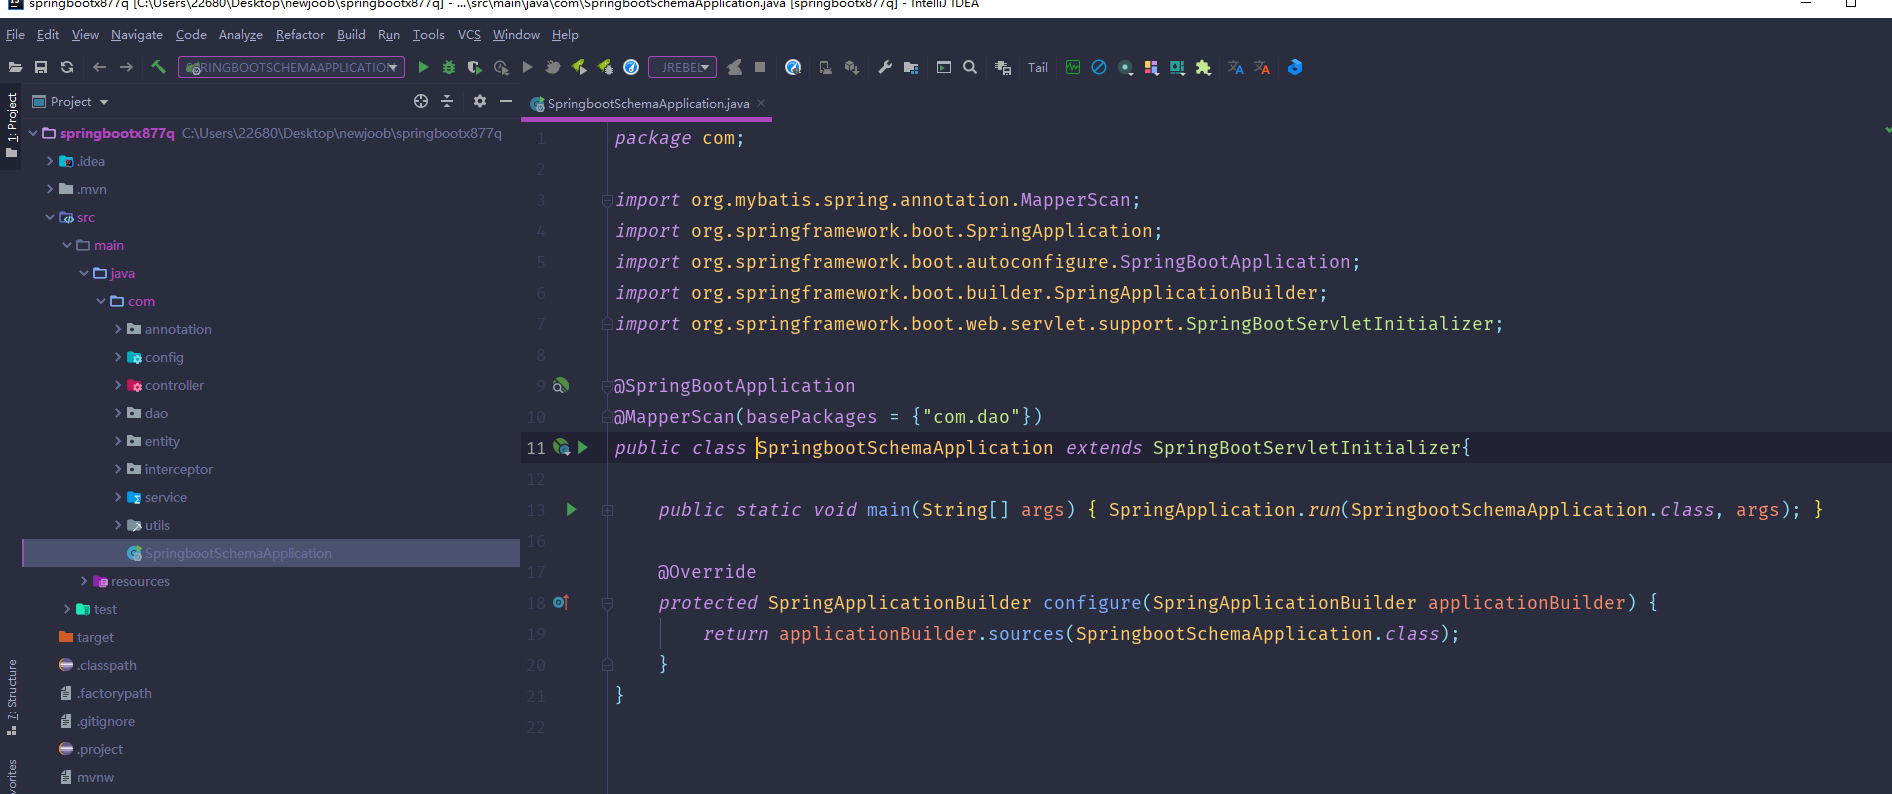 springbootx877q [C:\Users\22680\Desktop\newjoob\springbootx877q] - ...\src\main\java\com\SpringbootSchemaApplication.java [springbootx877q] - IntelliJ IDEA
File Edit View Navigate Code Analyze Refactor Build Run Tools VCS Window Help
RINGBOOTSCHEMAAPPLICATION JREBEL Tail
1: Project
Project
SpringbootSchemaApplication.java
springbootx877q C:\Users\22680\Desktop\newjoob\springbootx877q
.idea
.mvn
src
main
java
com
annotation
config
controller
dao
entity
interceptor
service
utils
SpringbootSchemaApplication
resources
test
target
.classpath
.factorypath
.gitignore
.project
mvnw
7: Structure
vorites
1 package com;
2
3 import org.mybatis.spring.annotation.MapperScan;
4 import org.springframework.boot.SpringApplication;
5 import org.springframework.boot.autoconfigure.SpringBootApplication;
6 import org.springframework.boot.builder.SpringApplicationBuilder;
7 import org.springframework.boot.web.servlet.support.SpringBootServletInitializer;
8
9 @SpringBootApplication
10 @MapperScan(basePackages = {"com.dao"})
11 public class SpringbootSchemaApplication extends SpringBootServletInitializer{
12
13 public static void main(String[] args) { SpringApplication.run(SpringbootSchemaApplication.class, args); }
16
17 @Override
18 protected SpringApplicationBuilder configure(SpringApplicationBuilder applicationBuilder) {
19 return applicationBuilder.sources(SpringbootSchemaApplication.class);
20 }
21 }
22